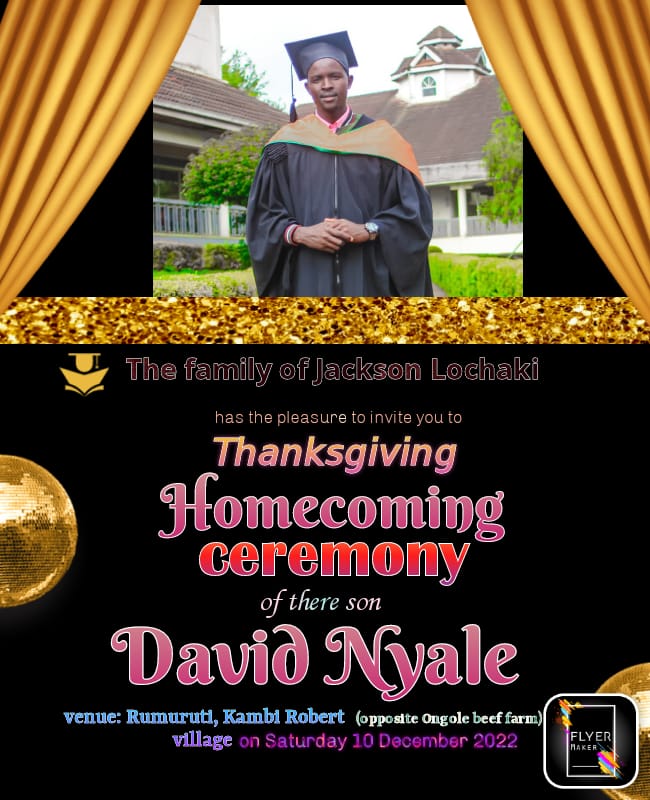 The family of Jackson Lochaki
has the pleasure to invite you to
Thanksgiving
Homecoming
ceremony
of there son
David Nyale
venue: Rumuruti, Kambi Robert (opposite Ongole beef farm)
village on Saturday 10 December 2022
FLYER
MAKER